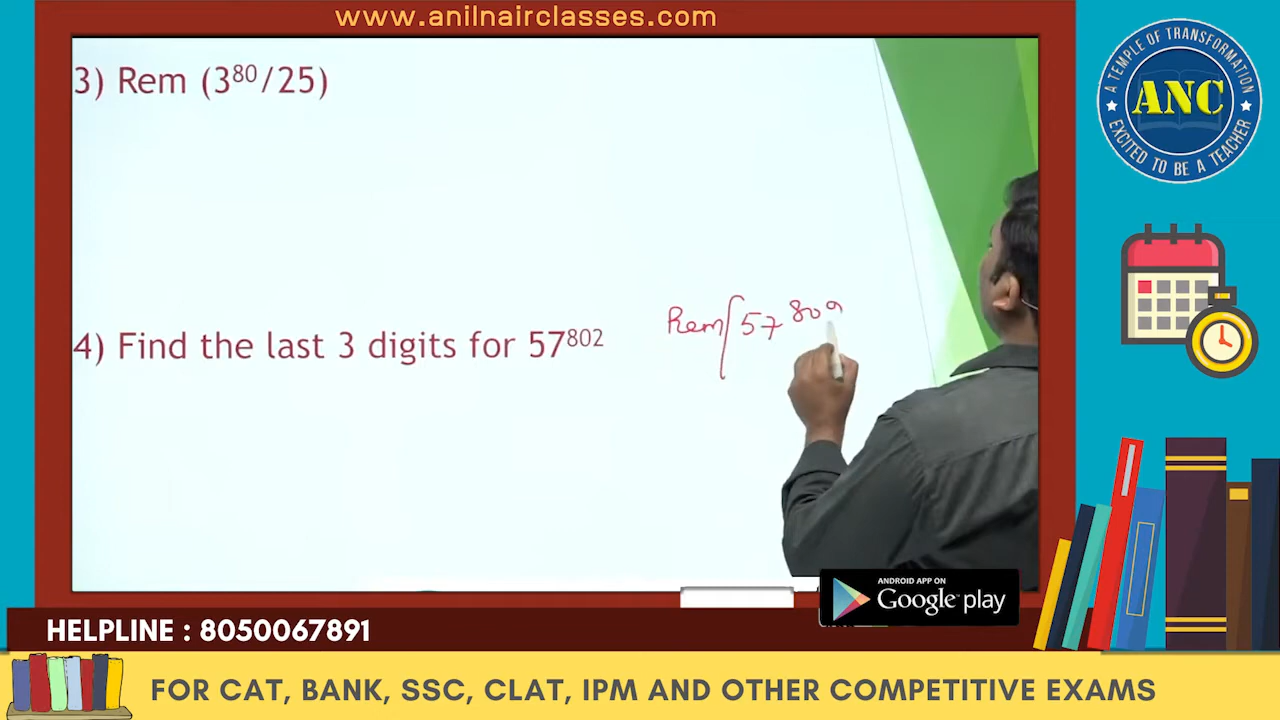 www.anilnairclasses.com
A TEMPLE OF TRANSFORMATION
ANC
EXCITED TO BE A TEACHER
3) Rem (3⁸⁰/25)
Rem[57⁸⁰
4) Find the last 3 digits for 57⁸⁰²
ANDROID APP ON
Google play
HELPLINE : 8050067891
FOR CAT, BANK, SSC, CLAT, IPM AND OTHER COMPETITIVE EXAMS